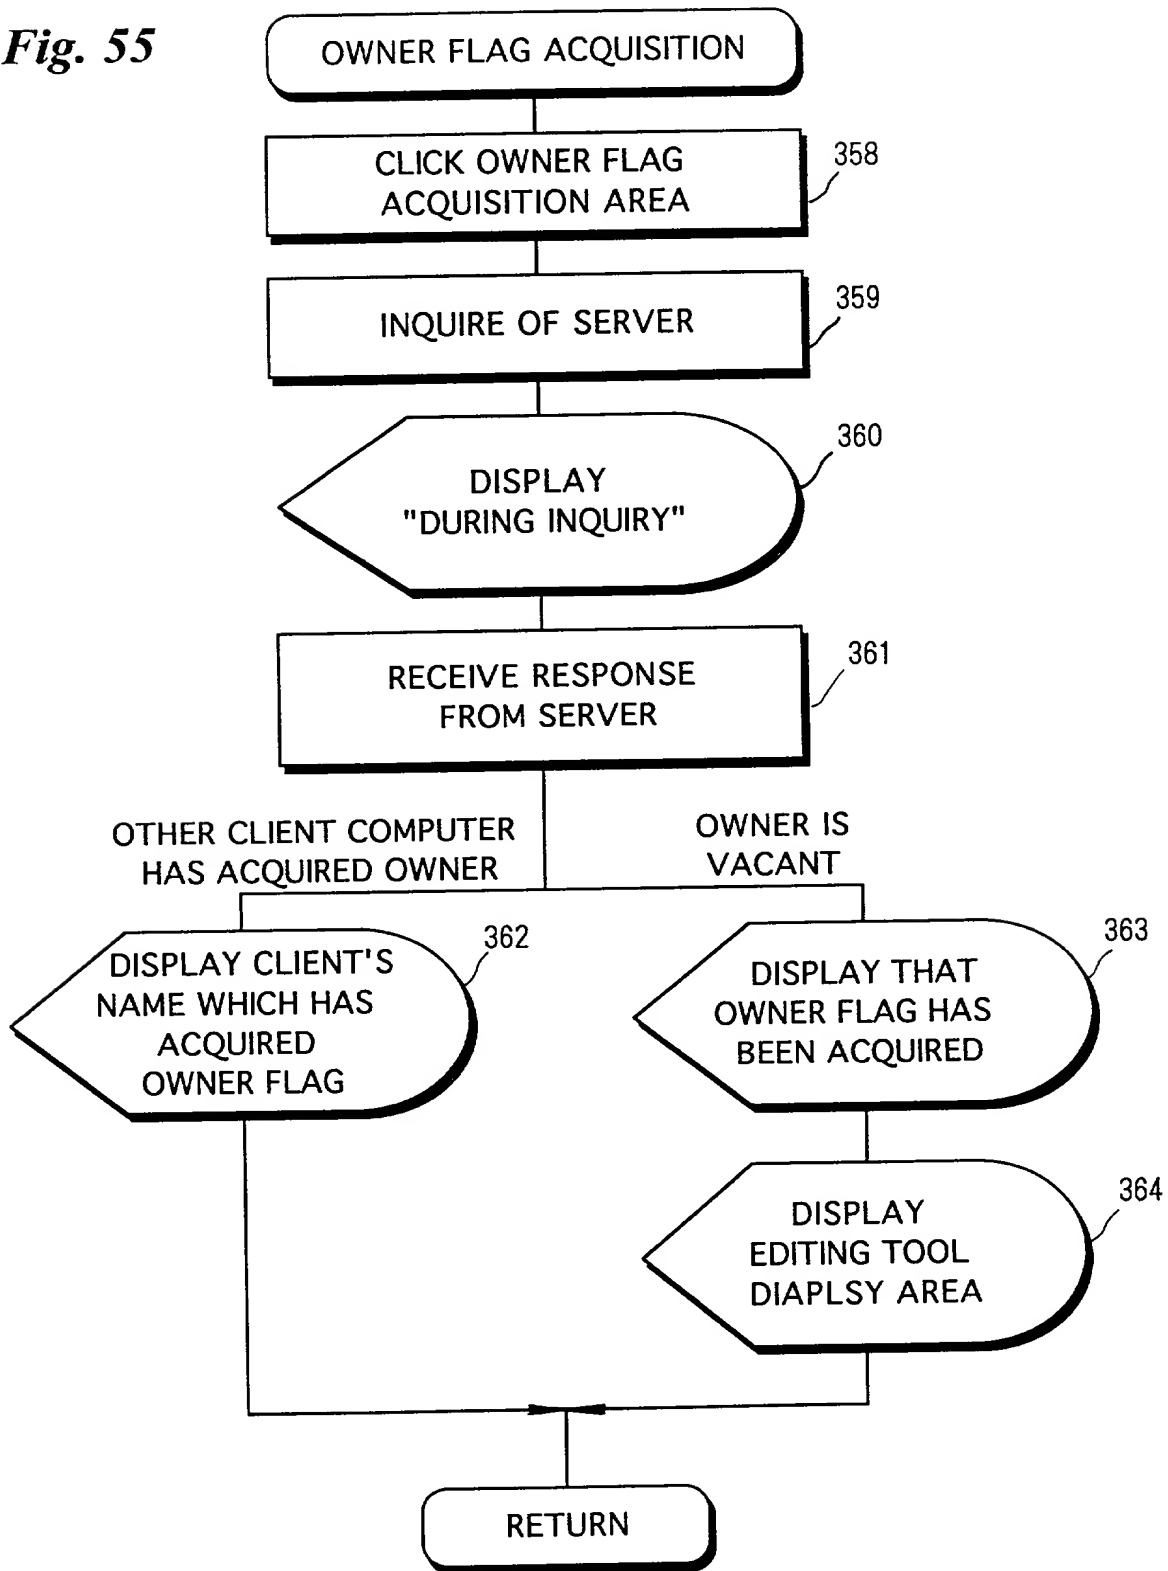 Fig. 55
OWNER FLAG ACQUISITION
CLICK OWNER FLAG
ACQUISITION AREA
358
INQUIRE OF SERVER
359
DISPLAY
"DURING INQUIRY"
360
RECEIVE RESPONSE
FROM SERVER
361
OTHER CLIENT COMPUTER
HAS ACQUIRED OWNER
OWNER IS
VACANT
DISPLAY CLIENT'S
NAME WHICH HAS
ACQUIRED
OWNER FLAG
362
DISPLAY THAT
OWNER FLAG HAS
BEEN ACQUIRED
363
DISPLAY
EDITING TOOL
DIAPLSY AREA
364
RETURN